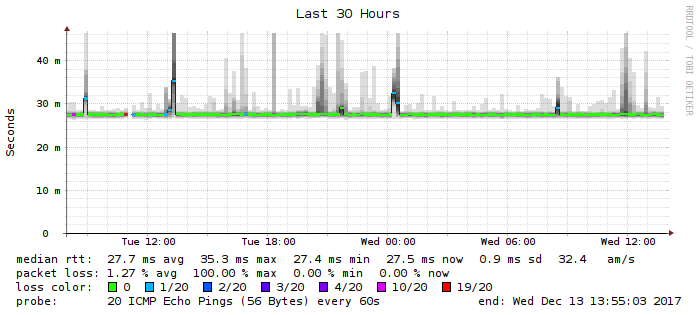 Last 30 Hours
RRDTOOL / TOBI OETIKER
Seconds
40 m
30 m
20 m
10 m
0
Tue 12:00 Tue 18:00 Wed 00:00 Wed 06:00 Wed 12:00
median rtt: 27.7 ms avg 35.3 ms max 27.4 ms min 27.5 ms now 0.9 ms sd 32.4 am/s
packet loss: 1.27 % avg 100.00 % max 0.00 % min 0.00 % now
loss color: 0 1/20 2/20 3/20 4/20 10/20 19/20
probe: 20 ICMP Echo Pings (56 Bytes) every 60s end: Wed Dec 13 13:55:03 2017